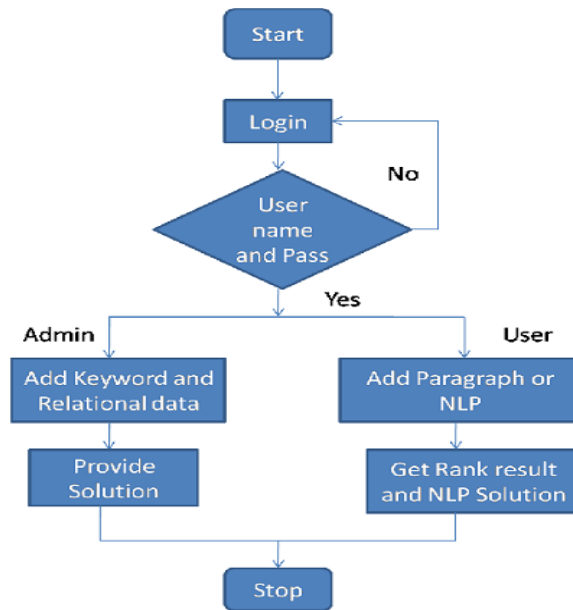 Start
Login
No
User
name
and Pass
Yes
Admin
User
Add Keyword and
Relational data
Add Paragraph or
NLP
Provide
Solution
Get Rank result
and NLP Solution
Stop